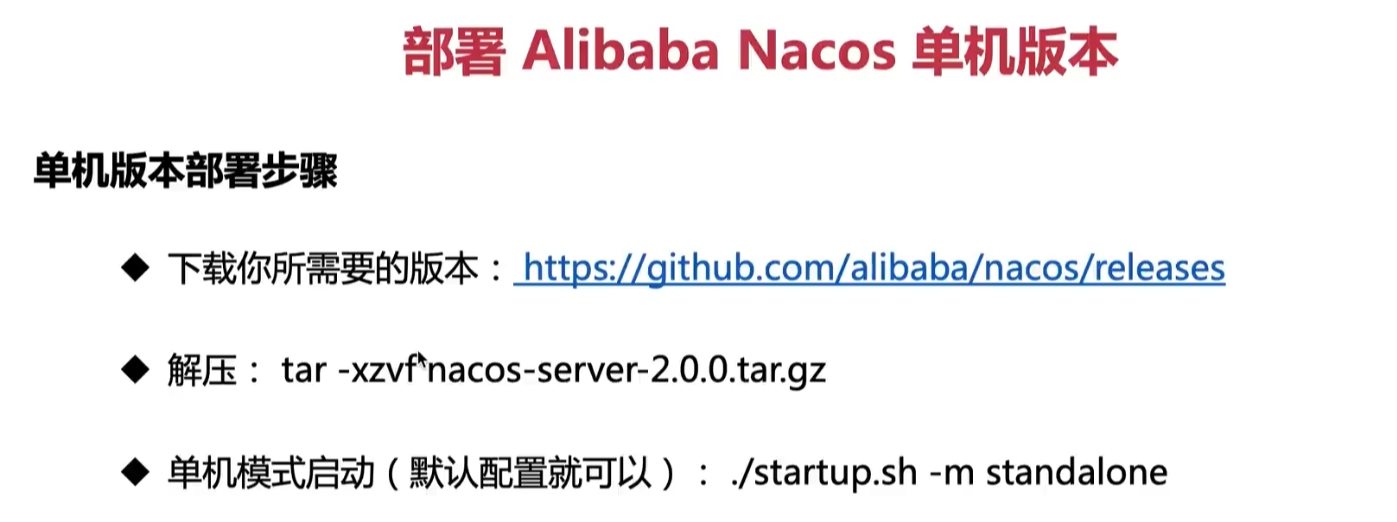 部署 Alibaba Nacos 单机版本
单机版本部署步骤
◆ 下载你所需要的版本： https://github.com/alibaba/nacos/releases
◆ 解压： tar -xzvf nacos-server-2.0.0.tar.gz
◆ 单机模式启动（默认配置就可以）： ./startup.sh -m standalone